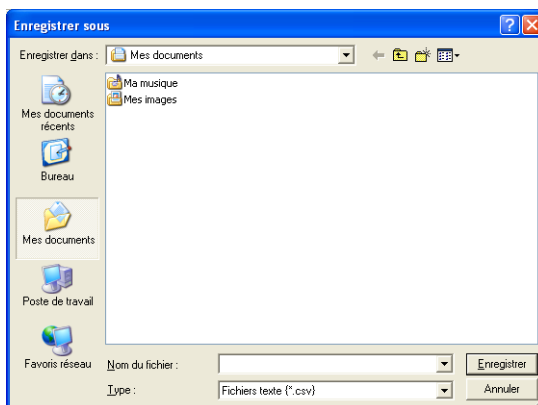 Enregistrer sous
Enregistrer dans :
Mes documents
Ma musique
Mes images
Mes documents
récents
Bureau
Mes documents
Poste de travail
Favoris réseau
Nom du fichier :
Enregistrer
Type :
Fichiers texte {*.csv}
Annuler